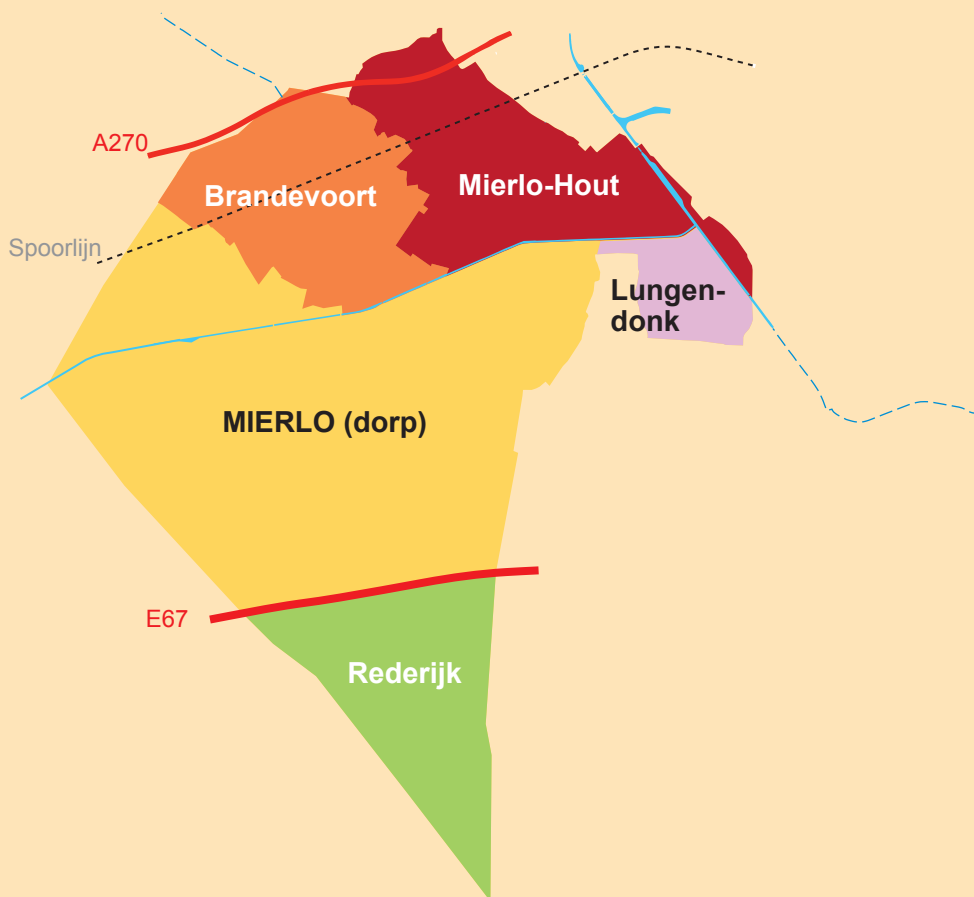 A270
Brandevoort
Mierlo-Hout
Spoorlijn
Lungen-
donk
MIERLO (dorp)
E67
Rederijk